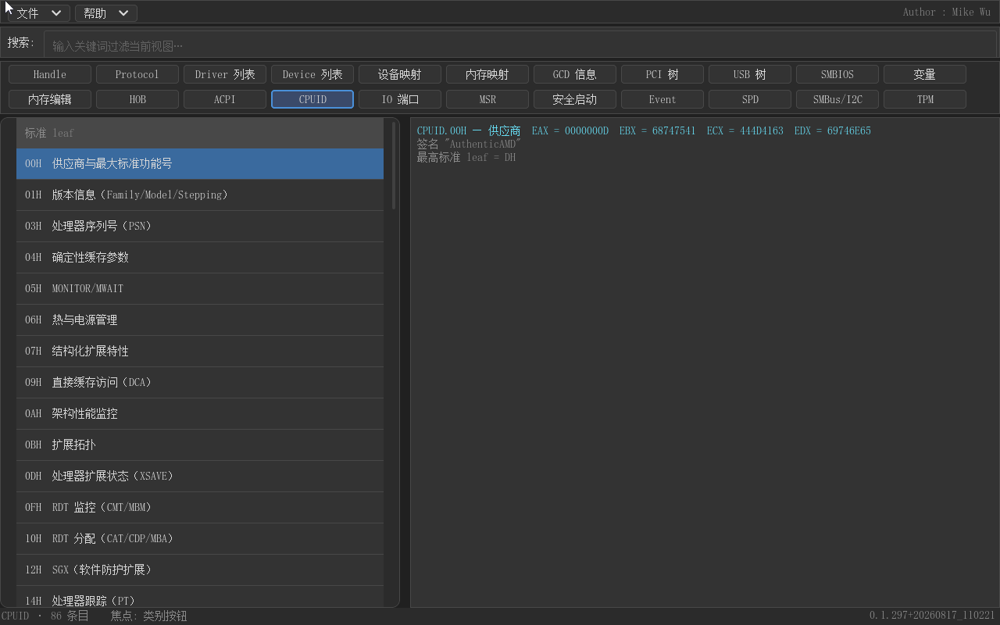 文件 帮助 Author : Mike Wu
搜索: 输入关键词过滤当前视图…
Handle Protocol Driver 列表 Device 列表 设备映射 内存映射 GCD 信息 PCI 树 USB 树 SMBIOS 变量
内存编辑 HOB ACPI CPUID IO 端口 MSR 安全启动 Event SPD SMBus/I2C TPM
标准 leaf
00H 供应商与最大标准功能号
01H 版本信息（Family/Model/Stepping）
03H 处理器序列号（PSN）
04H 确定性缓存参数
05H MONITOR/MWAIT
06H 热与电源管理
07H 结构化扩展特性
09H 直接缓存访问（DCA）
0AH 架构性能监控
0BH 扩展拓扑
0DH 处理器扩展状态（XSAVE）
0FH RDT 监控（CMT/MBM）
10H RDT 分配（CAT/CDP/MBA）
12H SGX（软件防护扩展）
14H 处理器跟踪（PT）
CPUID.00H — 供应商 EAX = 0000000D EBX = 68747541 ECX = 444D4163 EDX = 69746E65
签名 "AuthenticAMD"
最高标准 leaf = DH
CPUID · 86 条目 焦点: 类别按钮 0.1.297+20260817_110221